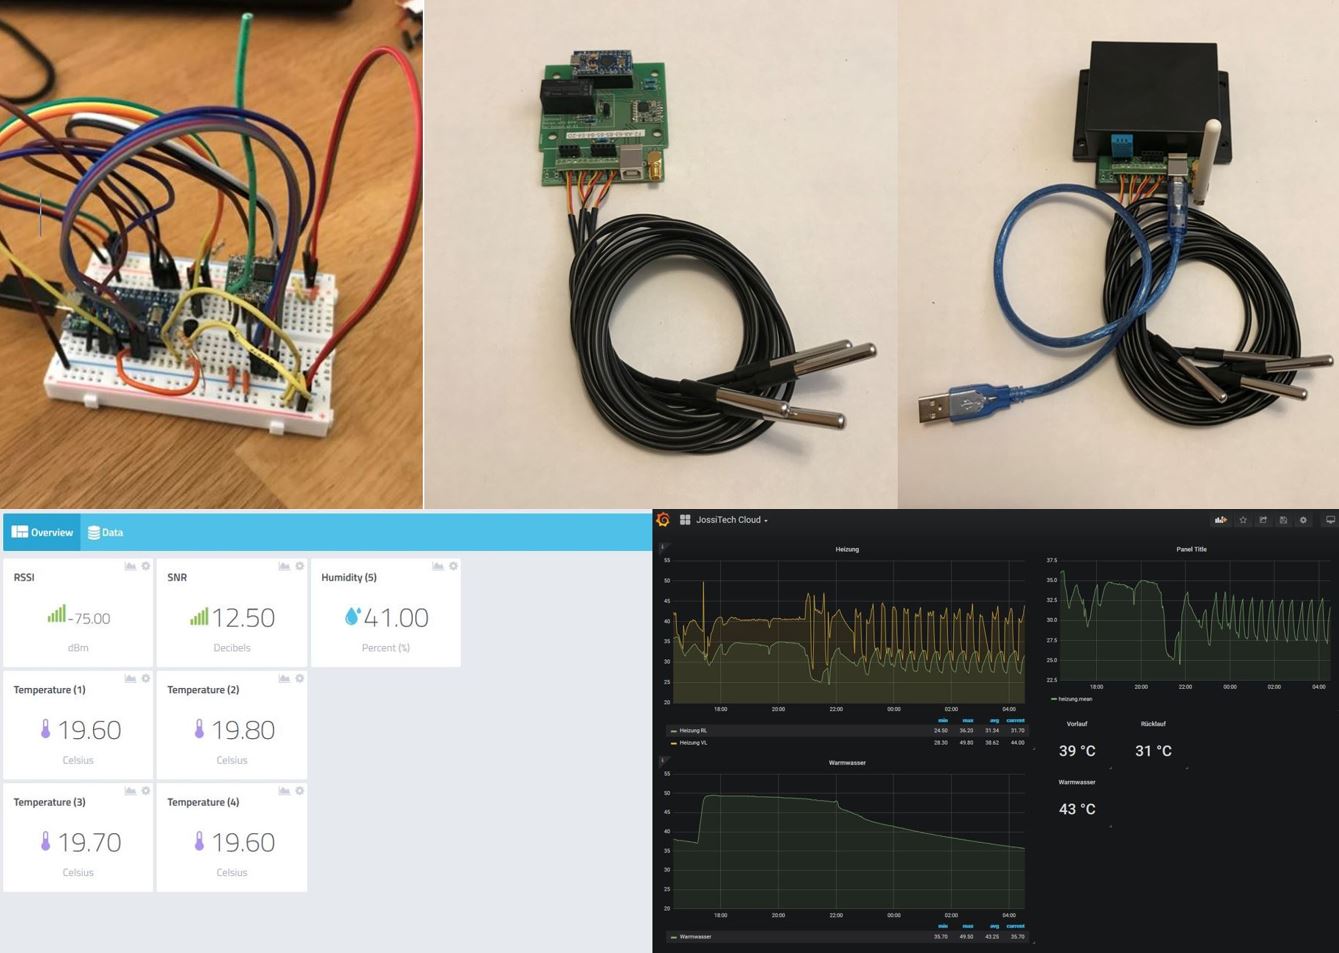 Overview
Data
RSSI
-75.00
dBm
SNR
12.50
Decibels
Humidity (5)
41.00
Percent (%)
Temperature (1)
19.60
Celsius
Temperature (2)
19.80
Celsius
Temperature (3)
19.70
Celsius
Temperature (4)
19.60
Celsius
JossiTech Cloud
Heizung
55
50
45
40
35
30
25
20
18:00 20:00 22:00 00:00 02:00 04:00
min max avg current
Heizung RL 24.50 36.20 31.34 31.70
Heizung VL 28.30 49.80 38.62 44.00
Panel Title
37.5
35.0
32.5
30.0
27.5
25.0
22.5
18:00 20:00 22:00 00:00 02:00 04:00
heizung.mean
Vorlauf
39 °C
Rücklauf
31 °C
Warmwasser
43 °C
Warmwasser
55
50
45
40
35
30
25
20
18:00 20:00 22:00 00:00 02:00 04:00
min max avg current
Warmwasser 35.70 49.50 43.25 35.70